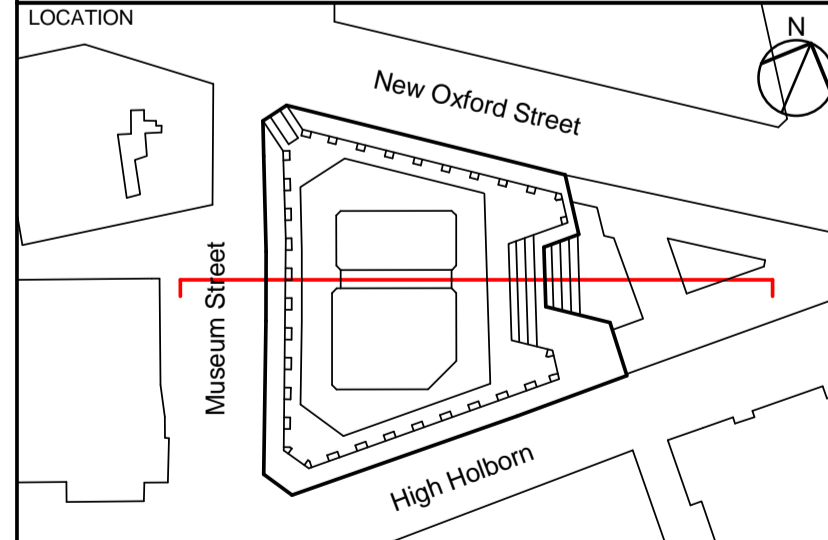 LOCATION
N
New Oxford Street
Museum Street
High Holborn